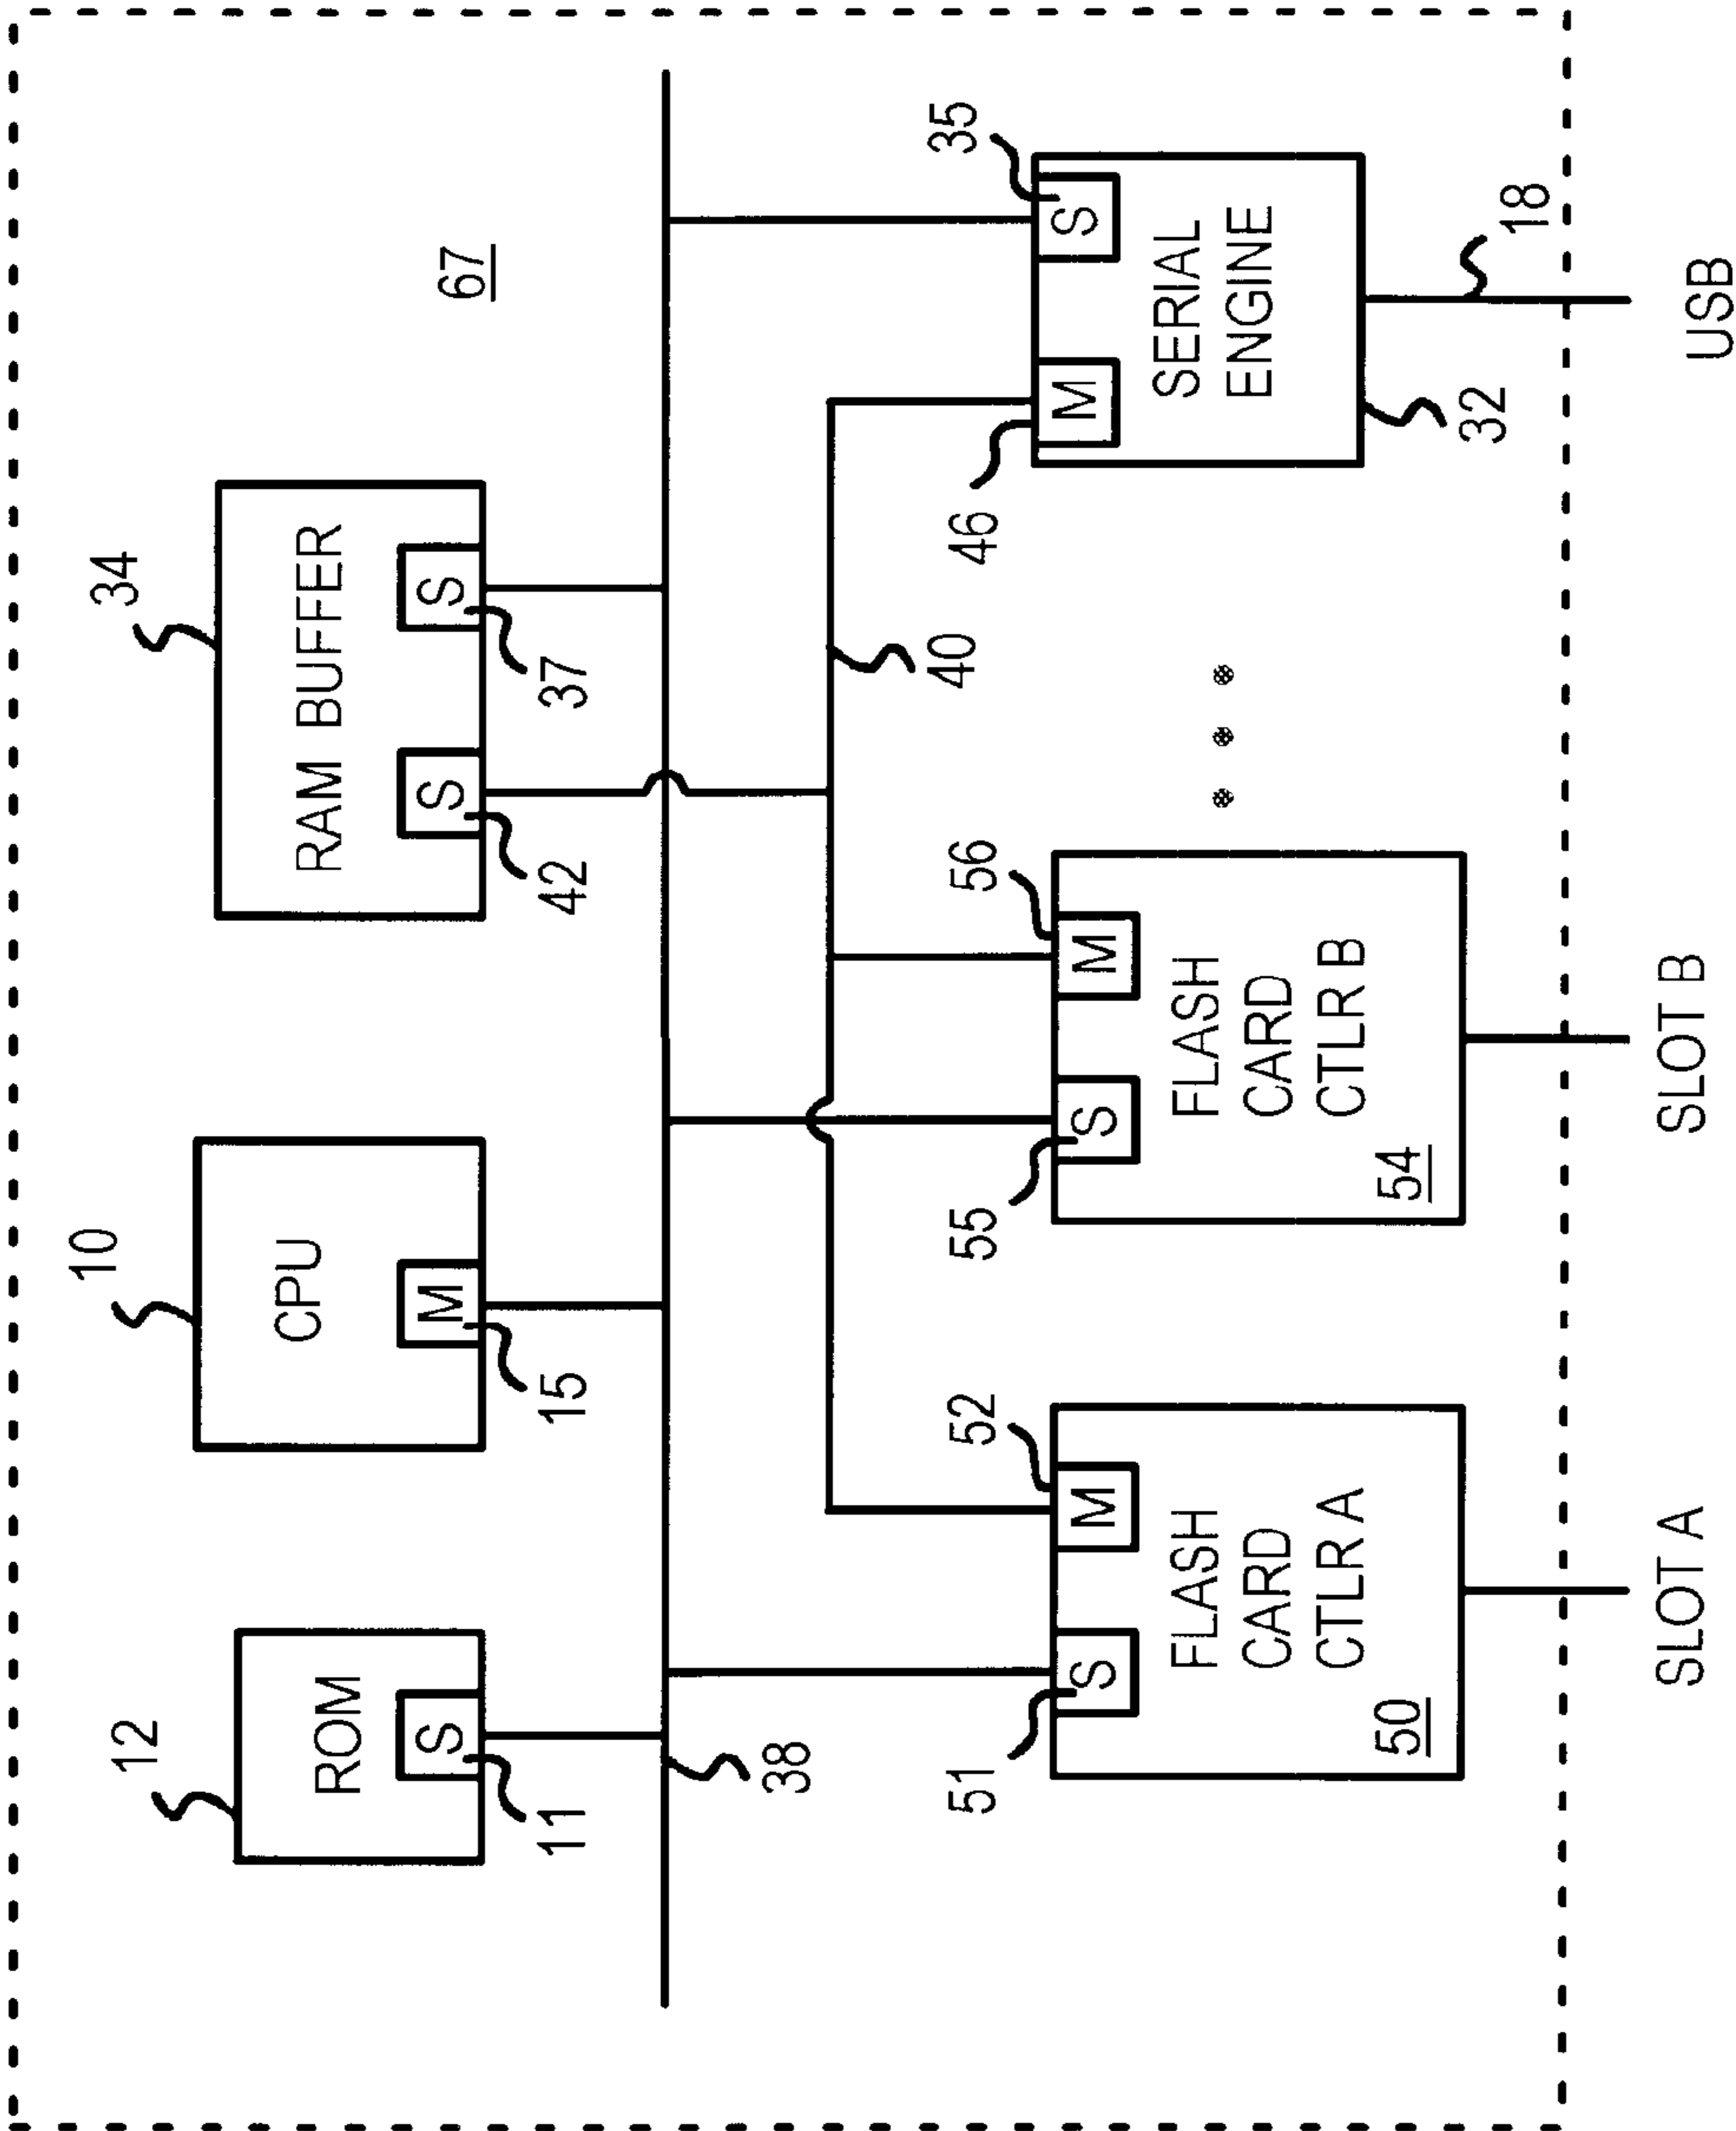 12
10
34
ROM
CPU
RAM BUFFER
67
S
M
S
S
11
15
42
37
38
40
51
52
55
56
46
35
S
M
S
M
M
S
FLASH
CARD
CTLR A
50
FLASH
CARD
CTLR B
54
SERIAL
ENGINE
32
18
SLOT A
SLOT B
USB